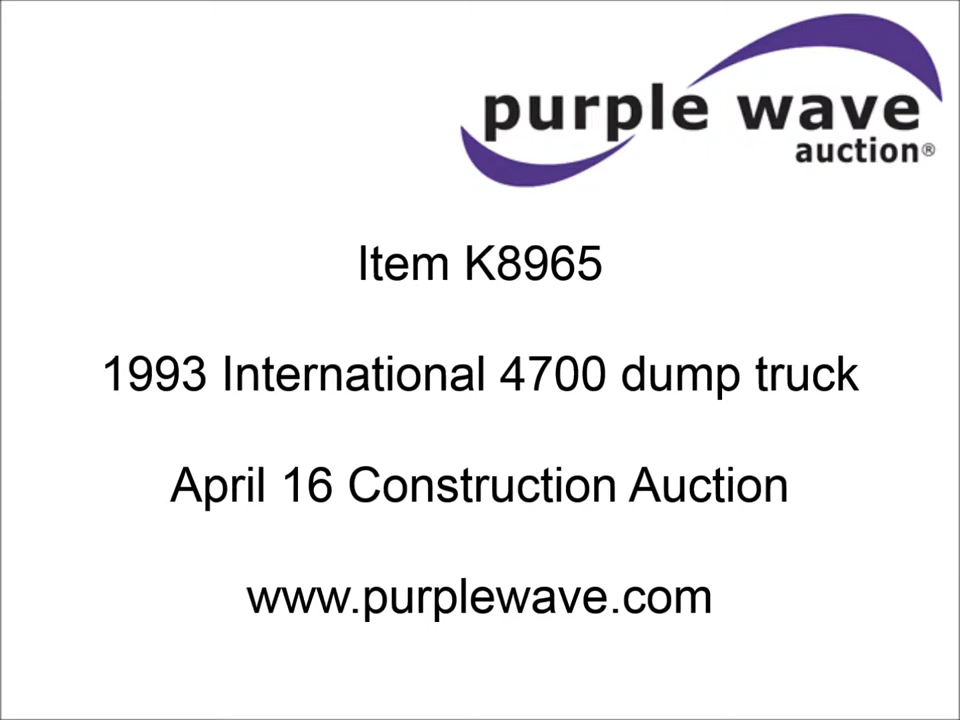 purple wave
auction®
Item K8965
1993 International 4700 dump truck
April 16 Construction Auction
www.purplewave.com